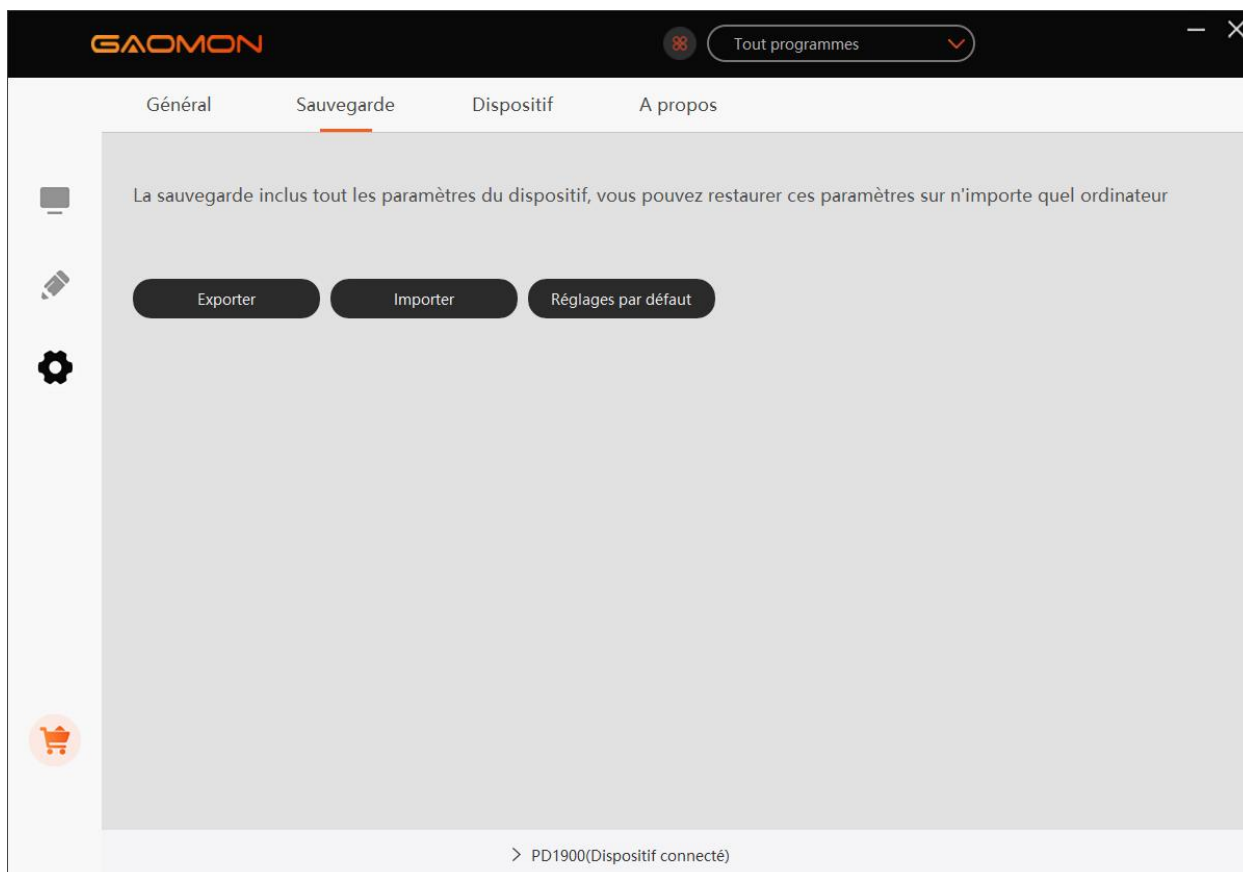 GAOMON
Tout programmes
Général Sauvegarde Dispositif A propos
La sauvegarde inclus tout les paramètres du dispositif, vous pouvez restaurer ces paramètres sur n'importe quel ordinateur
Exporter Importer Réglages par défaut
PD1900(Dispositif connecté)